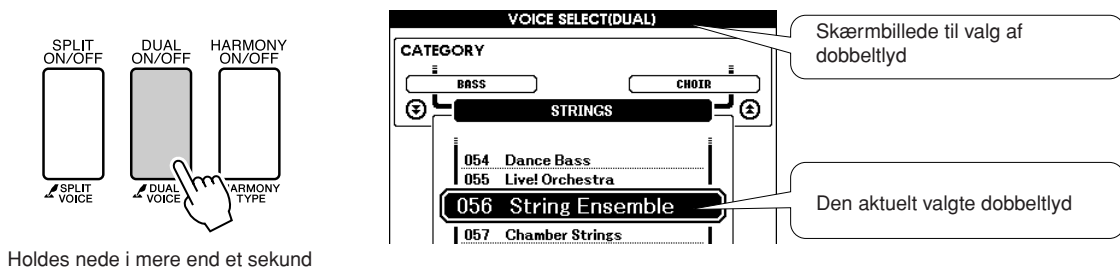 SPLIT
ON/OFF
DUAL
ON/OFF
HARMONY
ON/OFF
SPLIT
VOICE
DUAL
VOICE
ARMONY
TYPE
Holdes nede i mere end et sekund
VOICE SELECT(DUAL)
CATEGORY
BASS
CHOIR
STRINGS
054 Dance Bass
055 Live! Orchestra
056 String Ensemble
057 Chamber Strings
Skærmbillede til valg af
dobbeltlyd
Den aktuelt valgte dobbeltlyd